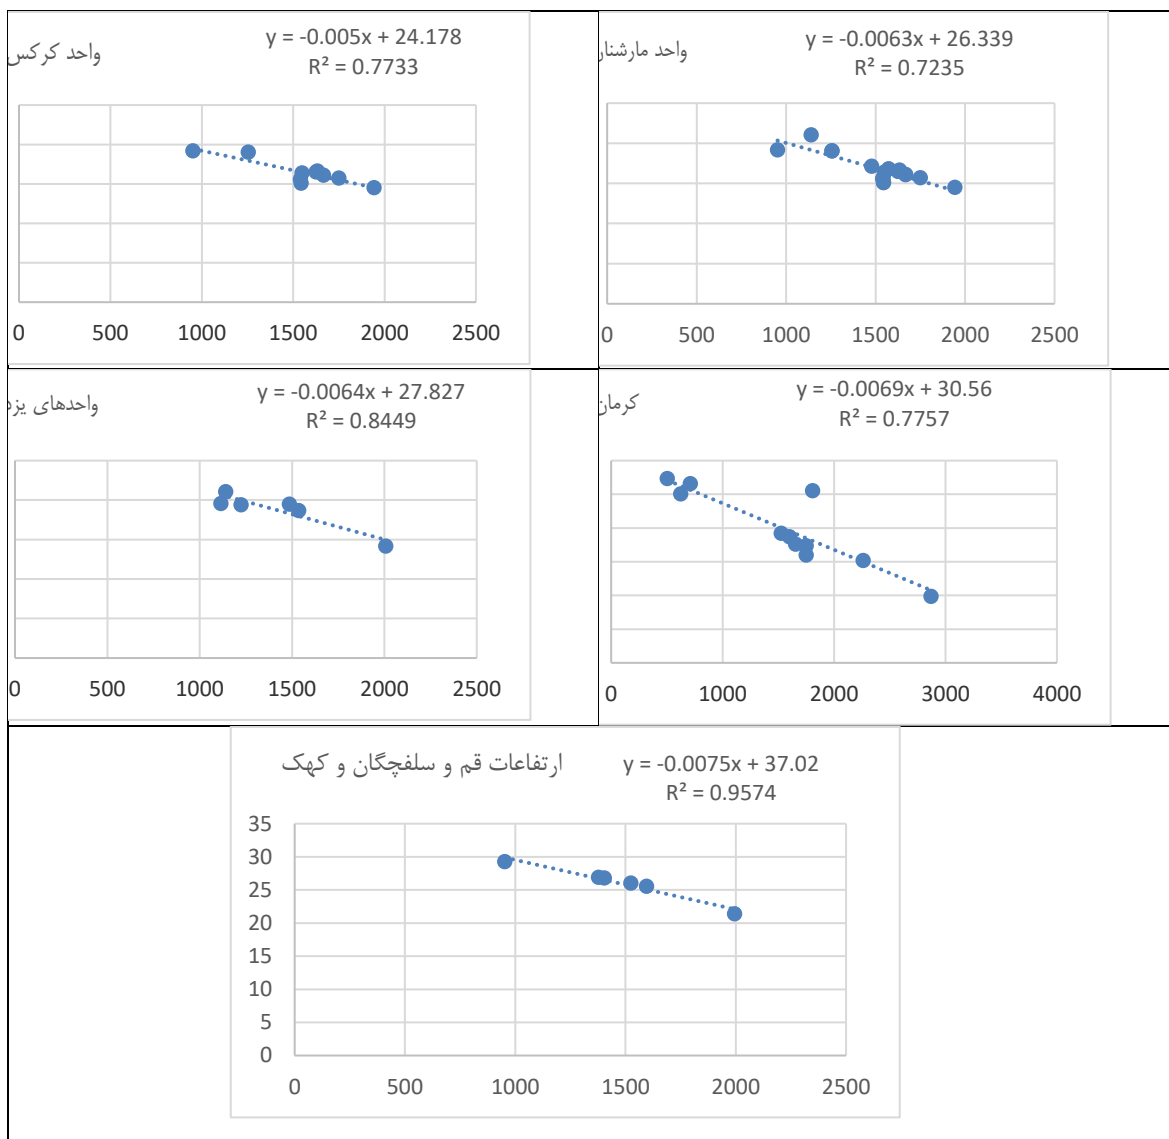 واحد کرکس
y = -0.005x + 24.178
R² = 0.7733
0 500 1000 1500 2000 2500
واحد مارشنار
y = -0.0063x + 26.339
R² = 0.7235
0 500 1000 1500 2000 2500
واحدهای یزد
y = -0.0064x + 27.827
R² = 0.8449
0 500 1000 1500 2000 2500
کرمان
y = -0.0069x + 30.56
R² = 0.7757
0 1000 2000 3000 4000
ارتفاعات قم و سلفچگان و کهک
y = -0.0075x + 37.02
R² = 0.9574
35
30
25
20
15
10
5
0
0 500 1000 1500 2000 2500